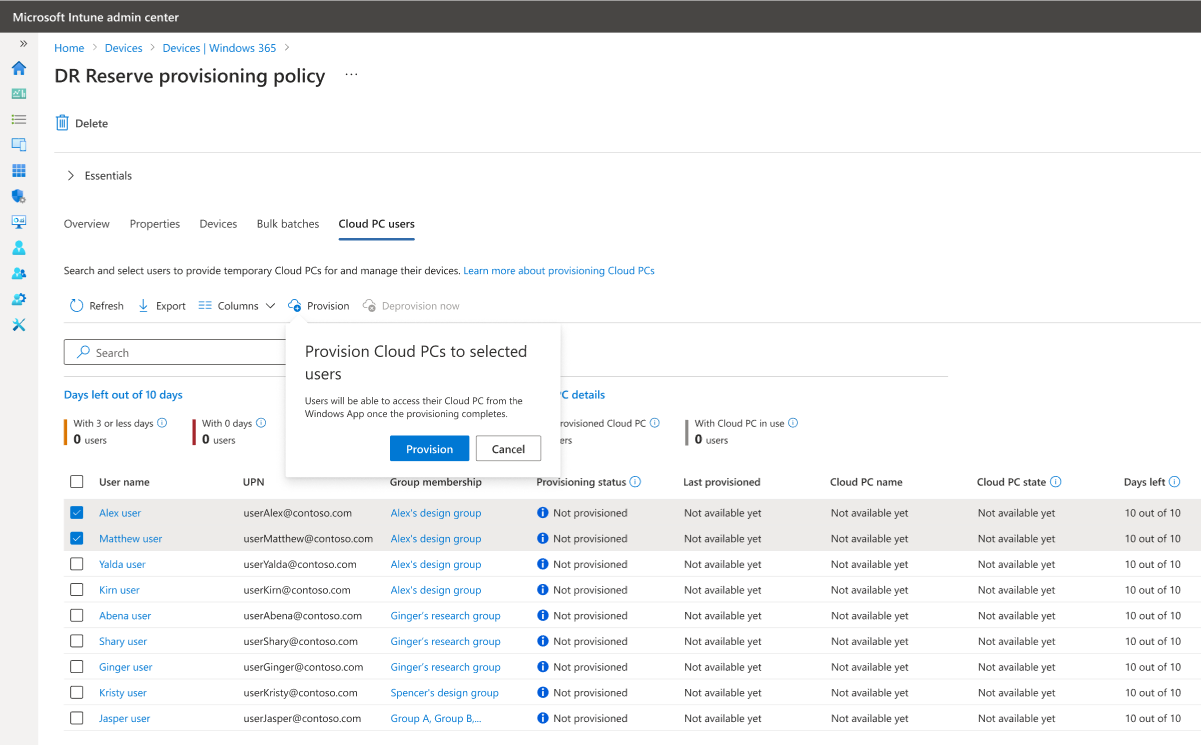 Microsoft Intune admin center
Home > Devices > Devices | Windows 365 >
DR Reserve provisioning policy ...
Delete
Essentials
Overview Properties Devices Bulk batches Cloud PC users
Search and select users to provide temporary Cloud PCs for and manage their devices. Learn more about provisioning Cloud PCs
Refresh Export Columns Provision Deprovision now
Search
Provision Cloud PCs to selected
users
Users will be able to access their Cloud PC from the
Windows App once the provisioning completes.
Provision Cancel
Days left out of 10 days PC details
With 3 or less days With 0 days rovisioned Cloud PC With Cloud PC in use
0 users 0 users ers 0 users
User name UPN Group membership Provisioning status Last provisioned Cloud PC name Cloud PC state Days left
Alex user userAlex@contoso.com Alex's design group Not provisioned Not available yet Not available yet Not available yet 10 out of 10
Matthew user userMatthew@contoso.com Alex's design group Not provisioned Not available yet Not available yet Not available yet 10 out of 10
Yalda user userYalda@contoso.com Alex's design group Not provisioned Not available yet Not available yet Not available yet 10 out of 10
Kirn user userKirn@contoso.com Alex's design group Not provisioned Not available yet Not available yet Not available yet 10 out of 10
Abena user userAbena@contoso.com Ginger's research group Not provisioned Not available yet Not available yet Not available yet 10 out of 10
Shary user userShary@contoso.com Ginger's research group Not provisioned Not available yet Not available yet Not available yet 10 out of 10
Ginger user userGinger@contoso.com Ginger's research group Not provisioned Not available yet Not available yet Not available yet 10 out of 10
Kristy user userKristy@contoso.com Spencer's design group Not provisioned Not available yet Not available yet Not available yet 10 out of 10
Jasper user userJasper@contoso.com Group A, Group B,... Not provisioned Not available yet Not available yet Not available yet 10 out of 10